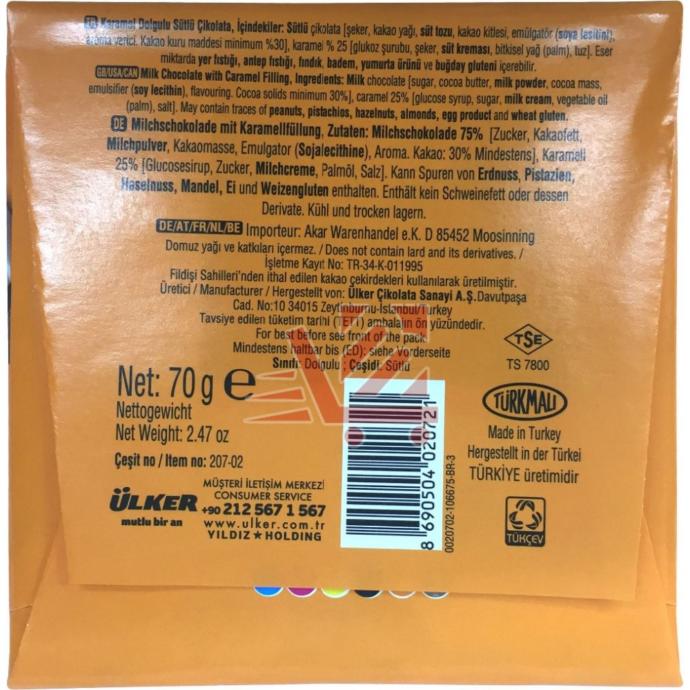 TR Karamel Dolgulu Sütlü Çikolata, İçindekiler: Sütlü çikolata [şeker, kakao yağı, süt tozu, kakao kitlesi, emülgatör (soya lesitini),
aroma verici. Kakao kuru maddesi minimum %30], karamel % 25 [glukoz şurubu, şeker, süt kreması, bitkisel yağ (palm), tuz]. Eser
miktarda yer fıstığı, antep fıstığı, fındık, badem, yumurta ürünü ve buğday gluteni içerebilir.
GB/USA/CAN Milk Chocolate with Caramel Filling, Ingredients: Milk chocolate [sugar, cocoa butter, milk powder, cocoa mass,
emulsifier (soy lecithin), flavouring. Cocoa solids minimum 30%], caramel 25% [glucose syrup, sugar, milk cream, vegetable oil
(palm), salt]. May contain traces of peanuts, pistachios, hazelnuts, almonds, egg product and wheat gluten.
DE Milchschokolade mit Karamellfüllung, Zutaten: Milchschokolade 75% [Zucker, Kakaofett,
Milchpulver, Kakaomasse, Emulgator (Sojalecithine), Aroma. Kakao: 30% Mindestens], Karamell
25% [Glucosesirup, Zucker, Milchcreme, Palmöl, Salz]. Kann Spuren von Erdnuss, Pistazien,
Haselnuss, Mandel, Ei und Weizengluten enthalten. Enthält kein Schweinefett oder dessen
Derivate. Kühl und trocken lagern.
DE/AT/FR/NL/BE Importeur: Akar Warenhandel e.K. D 85452 Moosinning
Domuz yağı ve katkıları içermez. / Does not contain lard and its derivatives. /
İşletme Kayıt No: TR-34-K-011995
Fildişi Sahilleri'nden ithal edilen kakao çekirdekleri kullanılarak üretilmiştir.
Üretici / Manufacturer / Hergestellt von: Ülker Çikolata Sanayi A.Ş. Davutpaşa
Cad. No:10 34015 Zeytinburnu-İstanbul/Turkey
Tavsiye edilen tüketim tarihi (TETT) ambalajın ön yüzündedir.
For best before see front of the pack
Mindestens haltbar bis (ED): Siehe Vorderseite
Sınıfı: Dolgulu ; Çeşidi: Sütlü
TSE
TS 7800
Net: 70 g e
Nettogewicht
Net Weight: 2.47 oz
Çeşit no / Item no: 207-02
TÜRKMALI
Made in Turkey
Hergestellt in der Türkei
TÜRKİYE üretimidir
ÜLKER
mutlu bir an
MÜŞTERİ İLETİŞİM MERKEZİ
CONSUMER SERVICE
+90 212 567 1 567
www.ulker.com.tr
YILDIZ★HOLDING
8 690504 020721
0020702-106675-BR-3
TÜKÇEV